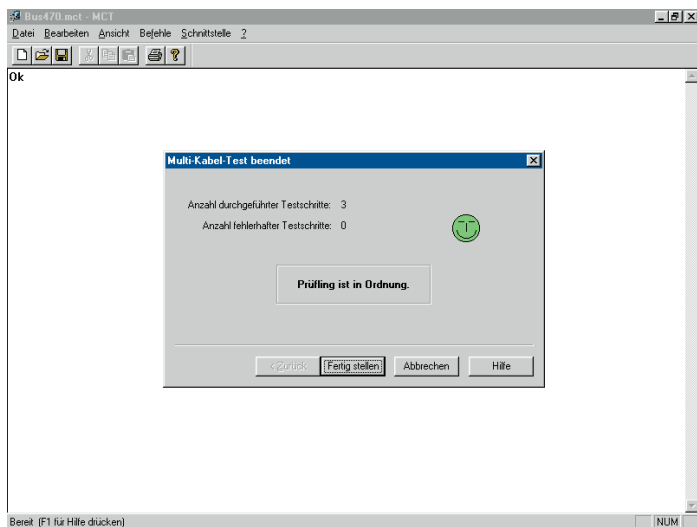 Bus470.mct - MCT
Datei Bearbeiten Ansicht Befehle Schnittstelle ?
Ok
Multi-Kabel-Test beendet
Anzahl durchgeführter Testschritte: 3
Anzahl fehlerhafter Testschritte: 0
Prüfling ist in Ordnung.
< Zurück Fertig stellen Abbrechen Hilfe
Bereit (F1 für Hilfe drücken) NUM